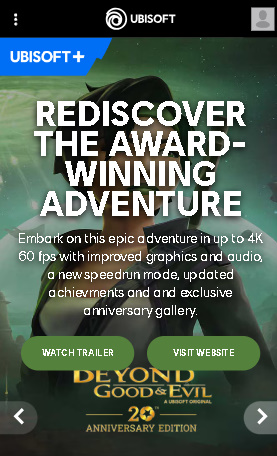 UBISOFT
UBISOFT+
REDISCOVER
THE AWARD-
WINNING
ADVENTURE
Embark on this epic adventure in up to 4K
60 fps with improved graphics and audio,
a new speedrun mode, updated
achievments and and exclusive
anniversary gallery.
WATCH TRAILER
VISIT WEBSITE
BEYOND
GOOD & EVIL
A UBISOFT ORIGINAL
20
ANNIVERSARY EDITION